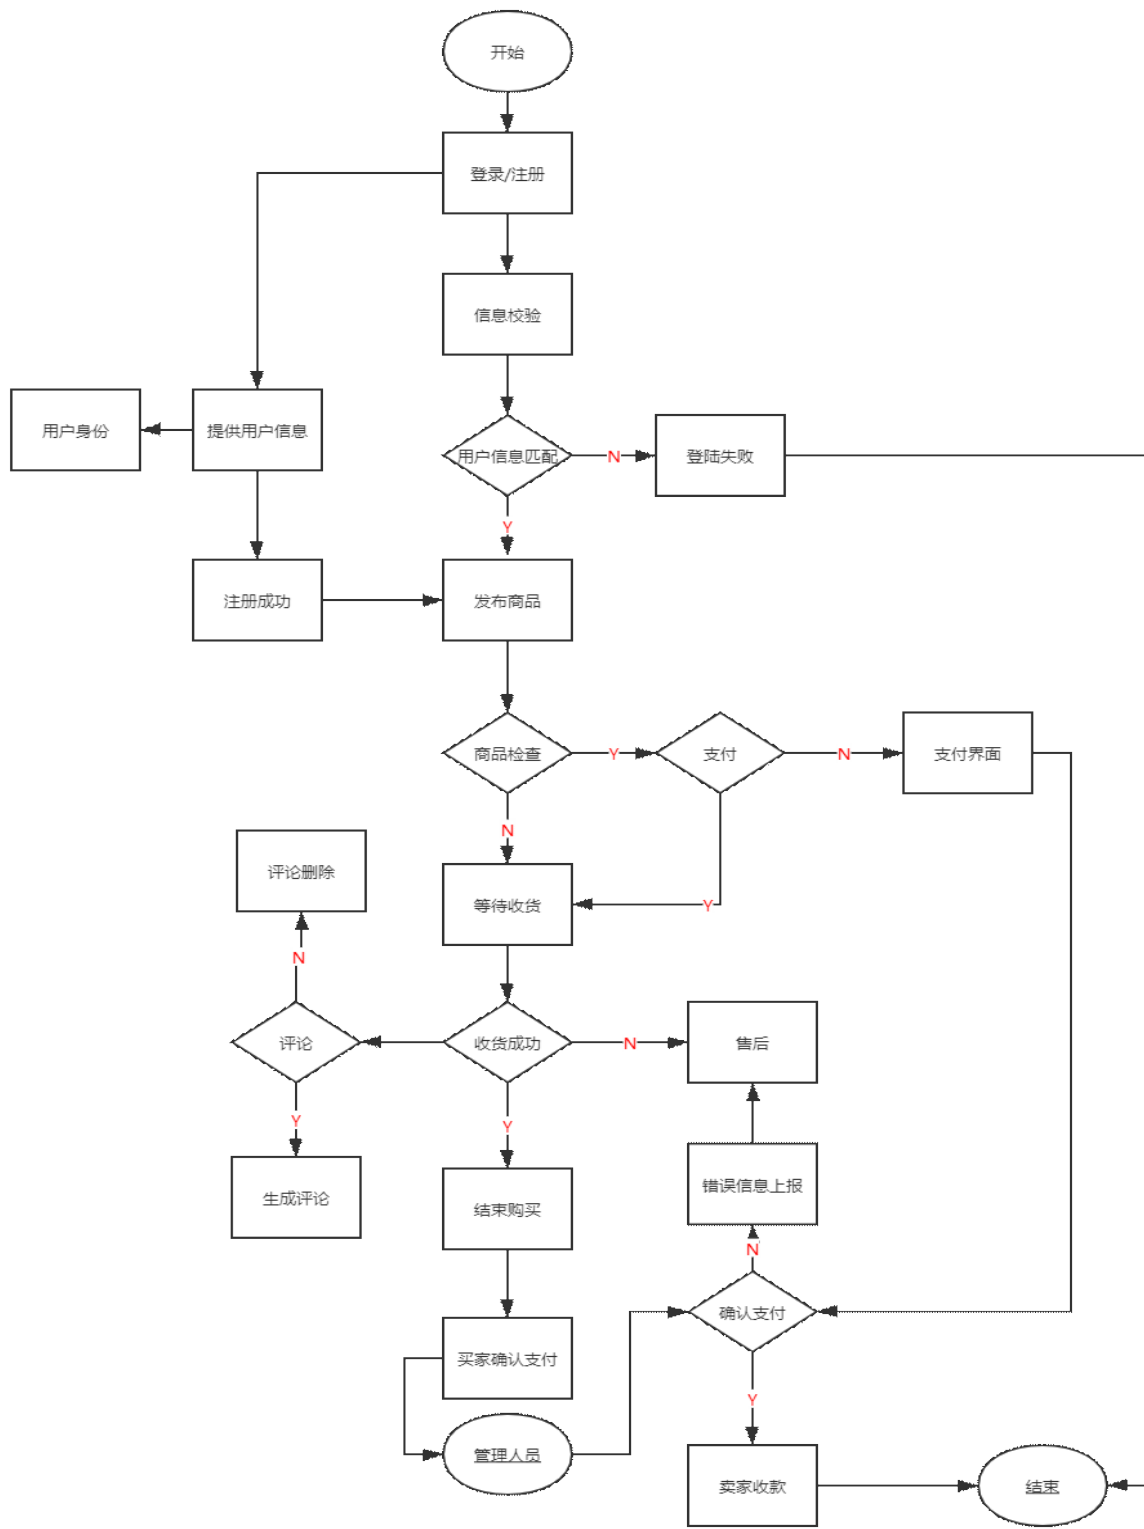 开始
登录/注册
信息校验
用户身份
提供用户信息
用户信息匹配
N
登陆失败
Y
注册成功
发布商品
商品检查
Y
支付
N
支付界面
N
评论删除
等待收货
Y
N
评论
收货成功
N
售后
Y
Y
生成评论
结束购买
错误信息上报
N
确认支付
买家确认支付
Y
管理人员
卖家收款
结束